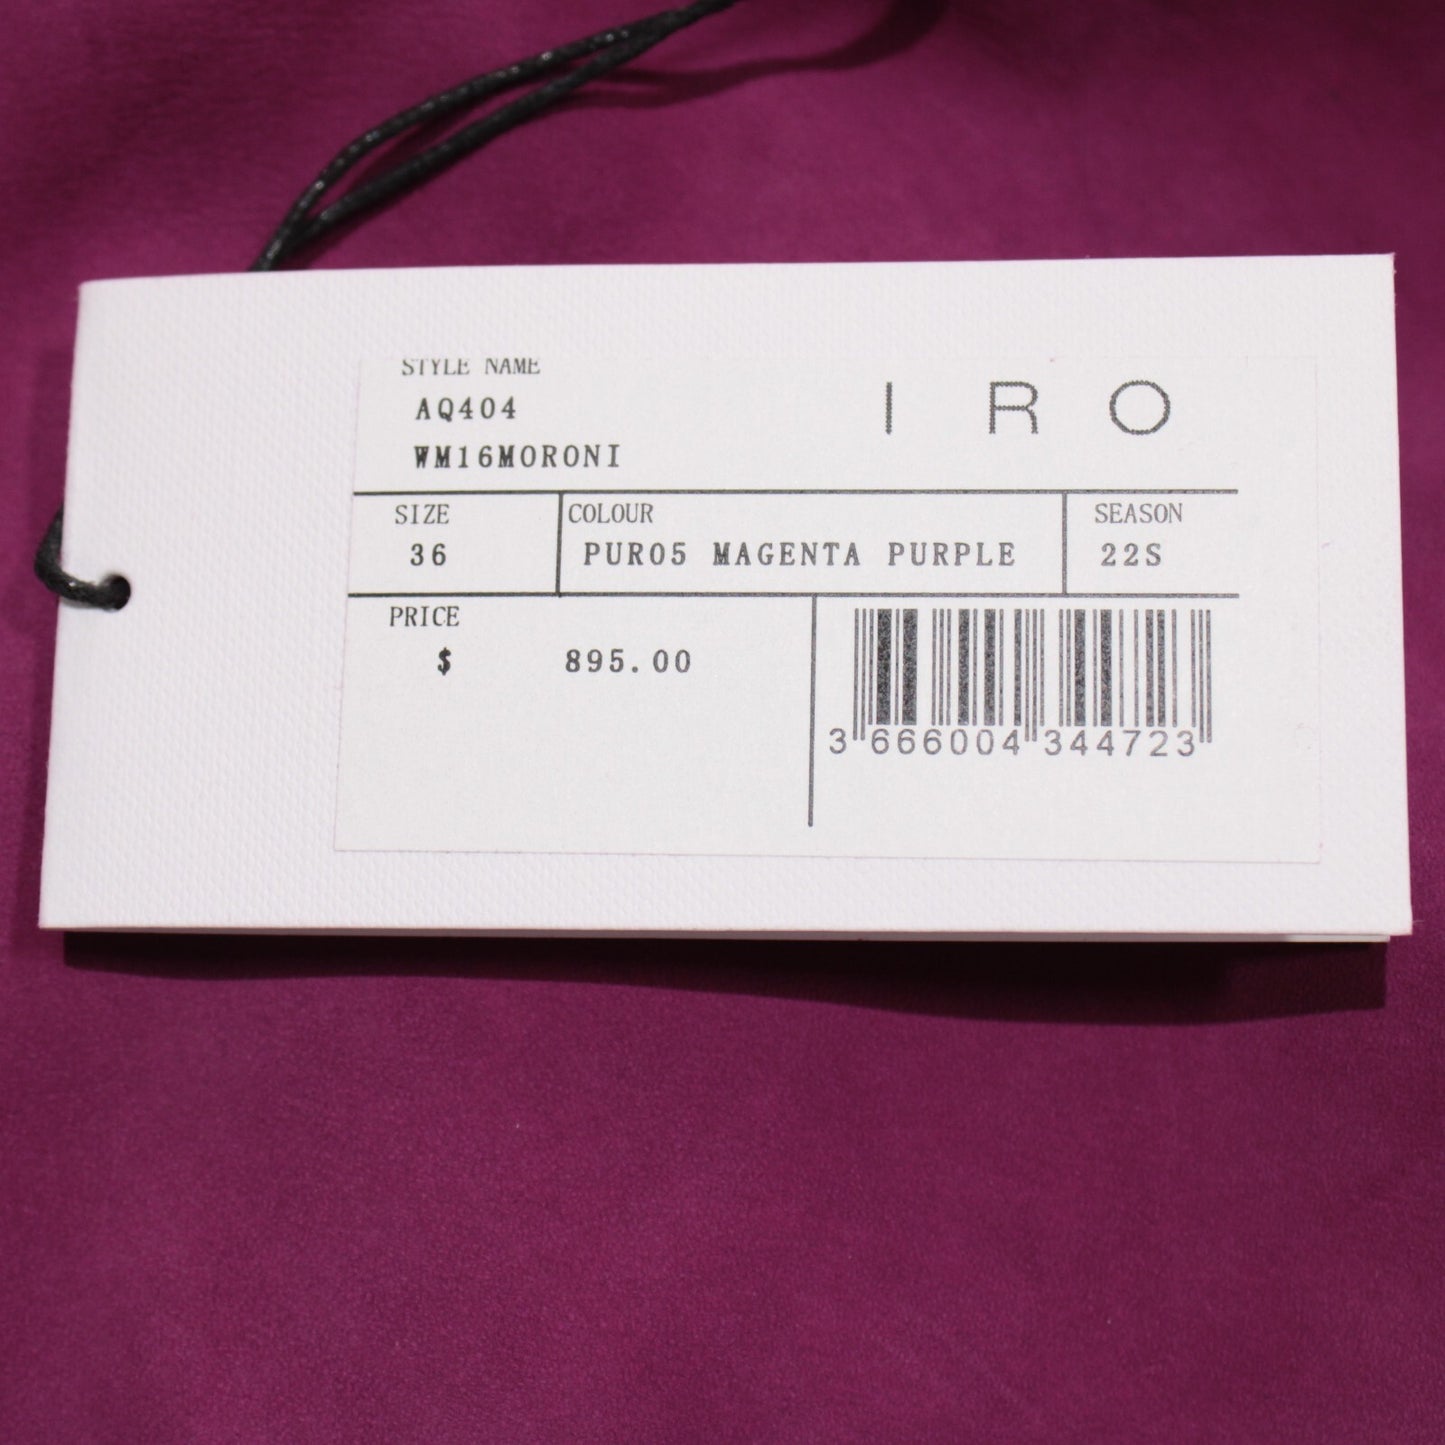 STYLE NAME
AQ404
WM16MORONI
I R O
SIZE
36
COLOUR
PUR05 MAGENTA PURPLE
SEASON
22S
PRICE
$ 895.00
3 666004 344723